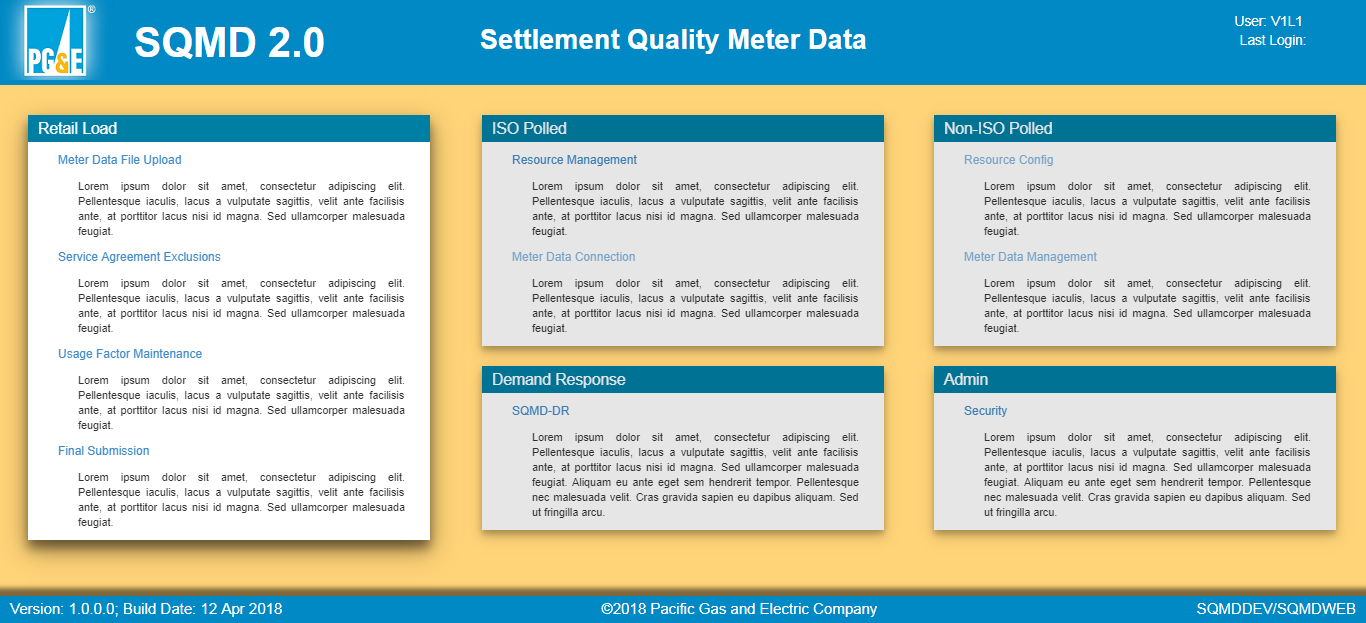 PG&E®
SQMD 2.0
Settlement Quality Meter Data
User: V1L1
Last Login:
Retail Load
Meter Data File Upload
Lorem ipsum dolor sit amet, consectetur adipiscing elit.
Pellentesque iaculis, lacus a vulputate sagittis, velit ante facilisis
ante, at porttitor lacus nisi id magna. Sed ullamcorper malesuada
feugiat.
Service Agreement Exclusions
Lorem ipsum dolor sit amet, consectetur adipiscing elit.
Pellentesque iaculis, lacus a vulputate sagittis, velit ante facilisis
ante, at porttitor lacus nisi id magna. Sed ullamcorper malesuada
feugiat.
Usage Factor Maintenance
Lorem ipsum dolor sit amet, consectetur adipiscing elit.
Pellentesque iaculis, lacus a vulputate sagittis, velit ante facilisis
ante, at porttitor lacus nisi id magna. Sed ullamcorper malesuada
feugiat.
Final Submission
Lorem ipsum dolor sit amet, consectetur adipiscing elit.
Pellentesque iaculis, lacus a vulputate sagittis, velit ante facilisis
ante, at porttitor lacus nisi id magna. Sed ullamcorper malesuada
feugiat.
ISO Polled
Resource Management
Lorem ipsum dolor sit amet, consectetur adipiscing elit.
Pellentesque iaculis, lacus a vulputate sagittis, velit ante facilisis
ante, at porttitor lacus nisi id magna. Sed ullamcorper malesuada
feugiat.
Meter Data Connection
Lorem ipsum dolor sit amet, consectetur adipiscing elit.
Pellentesque iaculis, lacus a vulputate sagittis, velit ante facilisis
ante, at porttitor lacus nisi id magna. Sed ullamcorper malesuada
feugiat.
Demand Response
SQMD-DR
Lorem ipsum dolor sit amet, consectetur adipiscing elit.
Pellentesque iaculis, lacus a vulputate sagittis, velit ante facilisis
ante, at porttitor lacus nisi id magna. Sed ullamcorper malesuada
feugiat. Aliquam eu ante eget sem hendrerit tempor. Pellentesque
nec malesuada velit. Cras gravida sapien eu dapibus aliquam. Sed
ut fringilla arcu.
Non-ISO Polled
Resource Config
Lorem ipsum dolor sit amet, consectetur adipiscing elit.
Pellentesque iaculis, lacus a vulputate sagittis, velit ante facilisis
ante, at porttitor lacus nisi id magna. Sed ullamcorper malesuada
feugiat.
Meter Data Management
Lorem ipsum dolor sit amet, consectetur adipiscing elit.
Pellentesque iaculis, lacus a vulputate sagittis, velit ante facilisis
ante, at porttitor lacus nisi id magna. Sed ullamcorper malesuada
feugiat.
Admin
Security
Lorem ipsum dolor sit amet, consectetur adipiscing elit.
Pellentesque iaculis, lacus a vulputate sagittis, velit ante facilisis
ante, at porttitor lacus nisi id magna. Sed ullamcorper malesuada
feugiat. Aliquam eu ante eget sem hendrerit tempor. Pellentesque
nec malesuada velit. Cras gravida sapien eu dapibus aliquam. Sed
ut fringilla arcu.
Version: 1.0.0.0; Build Date: 12 Apr 2018
©2018 Pacific Gas and Electric Company
SQMDDEV/SQMDWEB